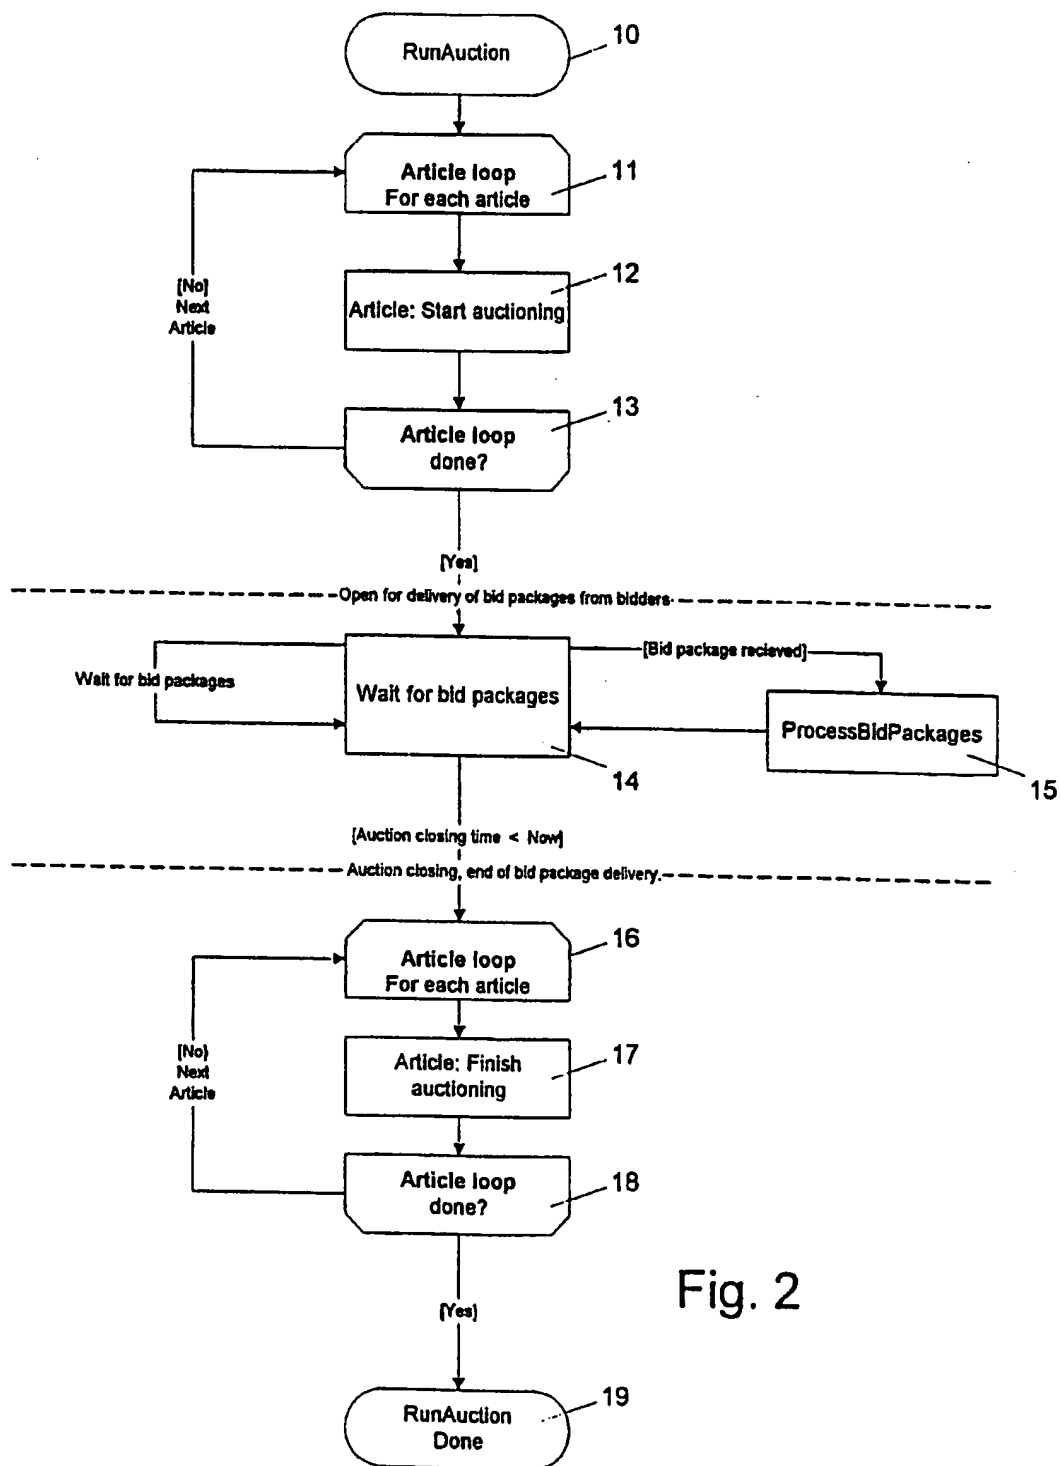 RunAuction
10
Article loop
For each article
11
12
Article: Start auctioning
[No]
Next
Article
13
Article loop
done?
[Yes]
Open for delivery of bid packages from bidders
Wait for bid packages
Wait for bid packages
[Bid package recieved]
ProcessBidPackages
14
15
[Auction closing time < Now]
Auction closing, end of bid package delivery.
16
Article loop
For each article
[No]
Next
Article
17
Article: Finish
auctioning
Article loop
done?
18
[Yes]
Fig. 2
19
RunAuction
Done